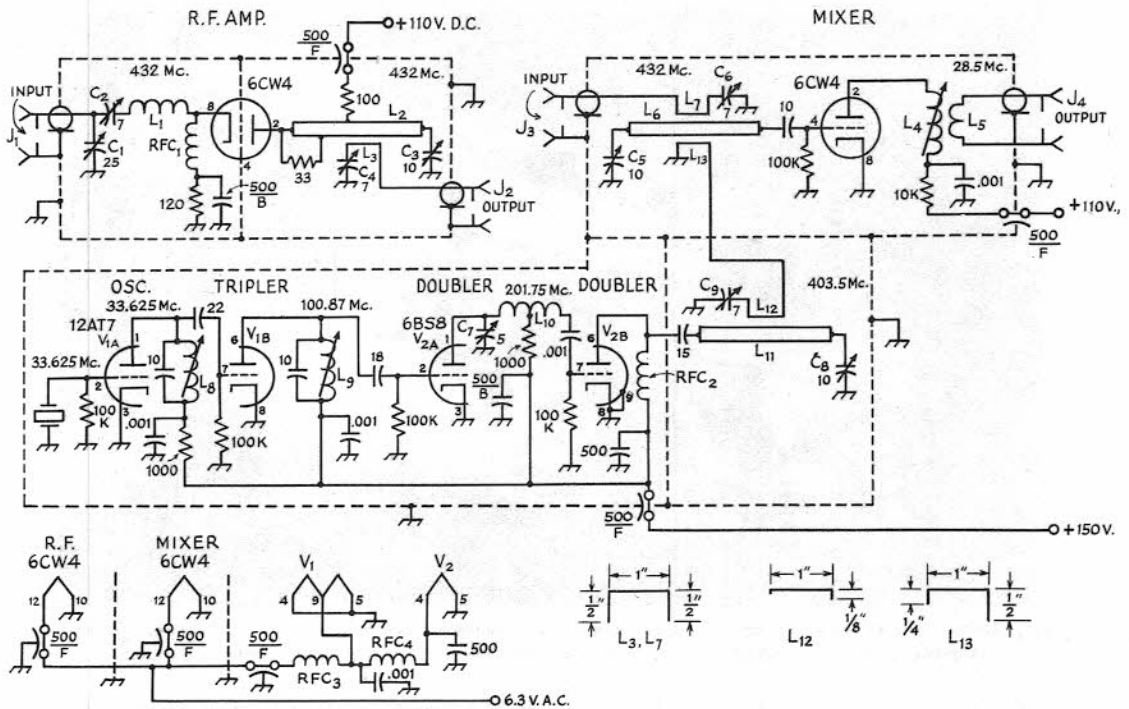 R.F. AMP.
MIXER
+110 V. D.C.
500
F
432 Mc.
432 Mc.
6CW4
INPUT
J1
C2
7
L1
8
RFC1
C1
25
120
500
B
2
4
100
33
L2
L3
C4
7
C3
10
J2
OUTPUT
INPUT
J3
432 Mc.
L7
C6
7
L6
L13
C5
10
10
4
100K
6CW4
2
8
28.5 Mc.
L4
L5
J4
OUTPUT
10K
.001
+110 V.,
500
F
OSC.
TRIPLER
DOUBLER
DOUBLER
33.625 Mc.
100.87 Mc.
201.75 Mc.
403.5 Mc.
12AT7
V1A
33.625 Mc.
1
2
3
100
K
10
L8
22
.001
1000
V1B
6
7
8
100K
10
L9
.001
18
100K
6BS8
V2A
1
2
3
C7
5
L10
1000
500
B
.001
V2B
6
7
8
9
100
K
RFC2
500
15
C9
7
L12
L11
C8
10
500
F
+150 V.
R.F.
6CW4
MIXER
6CW4
V1
V2
12
10
12
10
4
9
5
4
5
500
F
500
F
500
F
RFC3
RFC4
.001
500
6.3 V. A.C.
1"
1/2"
1/2"
L3, L7
1"
1/8"
L12
1"
1/4"
1/2"
L13